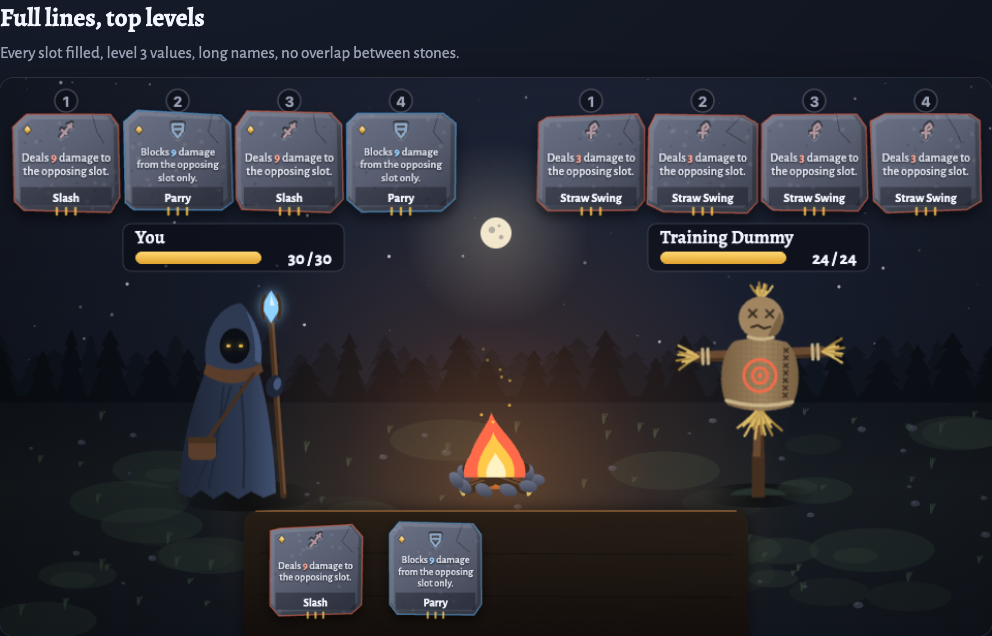 Full lines, top levels
Every slot filled, level 3 values, long names, no overlap between stones.
1
2
3
4
1
2
3
4
Deals 9 damage to
the opposing slot.
Slash
Blocks 9 damage
from the opposing
slot only.
Parry
Deals 9 damage to
the opposing slot.
Slash
Blocks 9 damage
from the opposing
slot only.
Parry
Deals 3 damage to
the opposing slot.
Straw Swing
Deals 3 damage to
the opposing slot.
Straw Swing
Deals 3 damage to
the opposing slot.
Straw Swing
Deals 3 damage to
the opposing slot.
Straw Swing
You
30/30
Training Dummy
24/24
Deals 9 damage to
the opposing slot.
Slash
Blocks 9 damage
from the opposing
slot only.
Parry